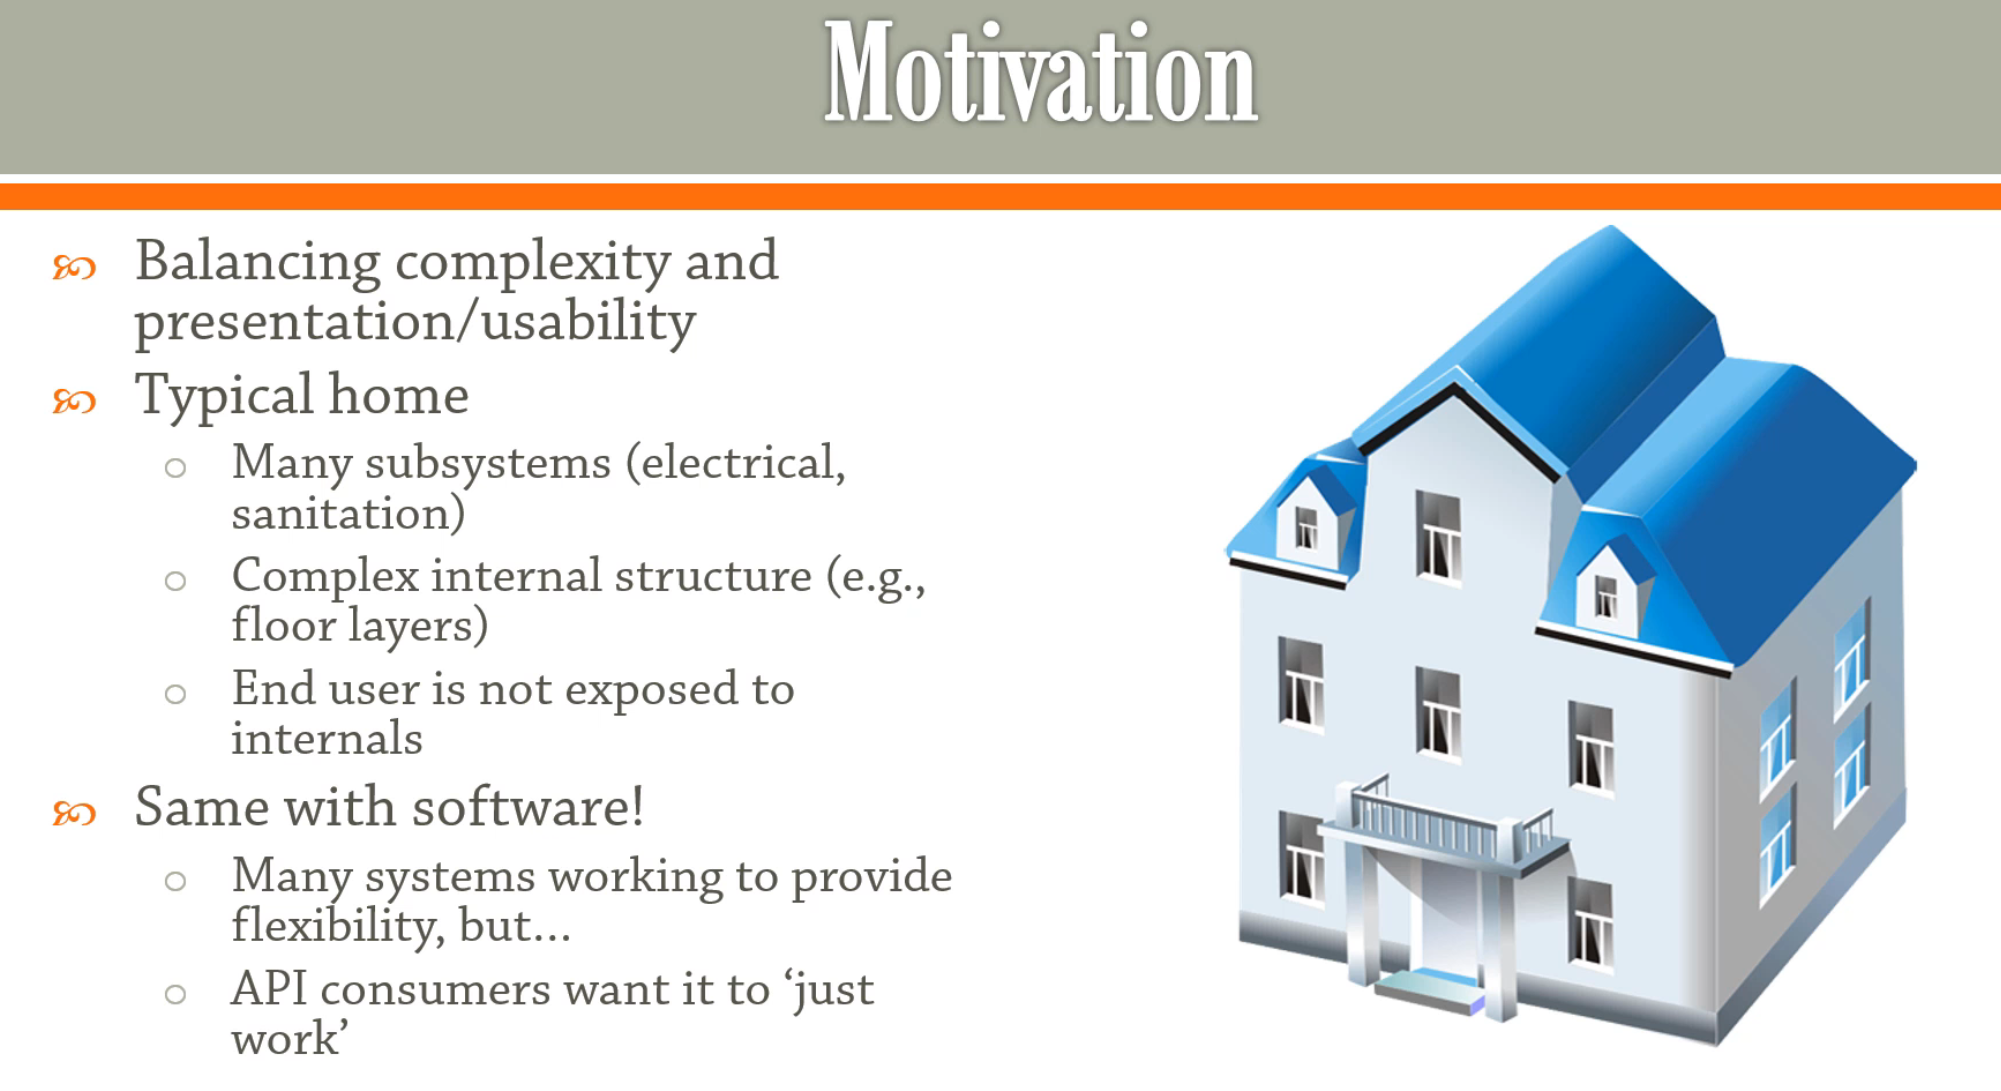 Motivation
Balancing complexity and
presentation/usability
Typical home
Many subsystems (electrical,
sanitation)
Complex internal structure (e.g.,
floor layers)
End user is not exposed to
internals
Same with software!
Many systems working to provide
flexibility, but...
API consumers want it to ‘just
work’